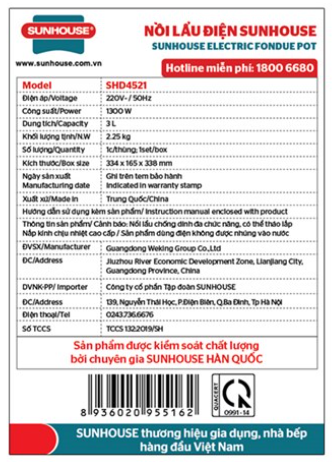 SUNHOUSE®
www.sunhouse.com.vn
NỒI LẨU ĐIỆN SUNHOUSE
SUNHOUSE ELECTRIC FONDUE POT
Hotline miễn phí: 1800 6680
Model SHD4521
Điện áp/Voltage 220V~/ 50Hz
Công suất/Power 1300W
Dung tích/Capacity 3 L
Khối lượng tịnh/N.W 2.25 kg
Số lượng/Quantity 1c/thùng; 1set/box
Kích thước/Box size 334 x 165 x 338 mm
Ngày sản xuất Ghi trên tem bảo hành
Manufacturing date Indicated in warranty stamp
Xuất xứ/Made in Trung Quốc/China
Hướng dẫn sử dụng kèm sản phẩm/ Instruction manual enclosed with product
Thông tin sản phẩm/ Cảnh báo: Nồi lẩu chống dính đa chức năng, có thể tháo lắp
Nắp kính chịu nhiệt cao cấp / Sản phẩm dùng điện không được nhúng vào nước
ĐVSX/Manufacturer Guangdong Weking Group Co.,Ltd
ĐC/Address Jiuzhou River Economic Development Zone, Lianjiang City,
Guangdong Province, China
DVNK-PP/ Importer Công ty cổ phần Tập đoàn SUNHOUSE
ĐC/Address 139, Nguyễn Thái Học, P.Điện Biên, Q.Ba Đình, Tp Hà Nội
Điện thoại/Tel 0243.736.6676
Số TCCS TCCS 132:2019/SH
Sản phẩm được kiểm soát chất lượng
bởi chuyên gia SUNHOUSE HÀN QUỐC
8 936020 955162
QUACERT
0991-14
SUNHOUSE thương hiệu gia dụng, nhà bếp
hàng đầu Việt Nam